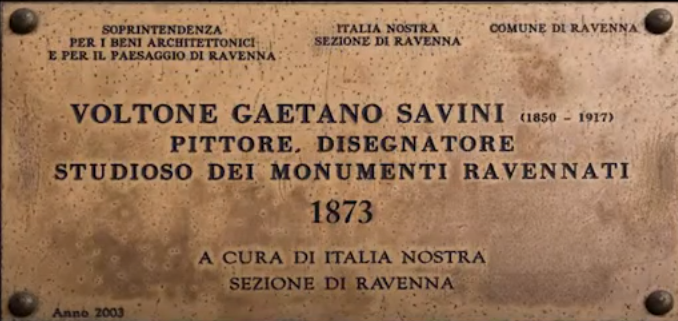 SOPRINTENDENZA
PER I BENI ARCHITETTONICI
E PER IL PAESAGGIO DI RAVENNA
ITALIA NOSTRA
SEZIONE DI RAVENNA
COMUNE DI RAVENNA
VOLTONE GAETANO SAVINI (1850 - 1917)
PITTORE, DISEGNATORE
STUDIOSO DEI MONUMENTI RAVENNATI
1873
A CURA DI ITALIA NOSTRA
SEZIONE DI RAVENNA
Anno 2003